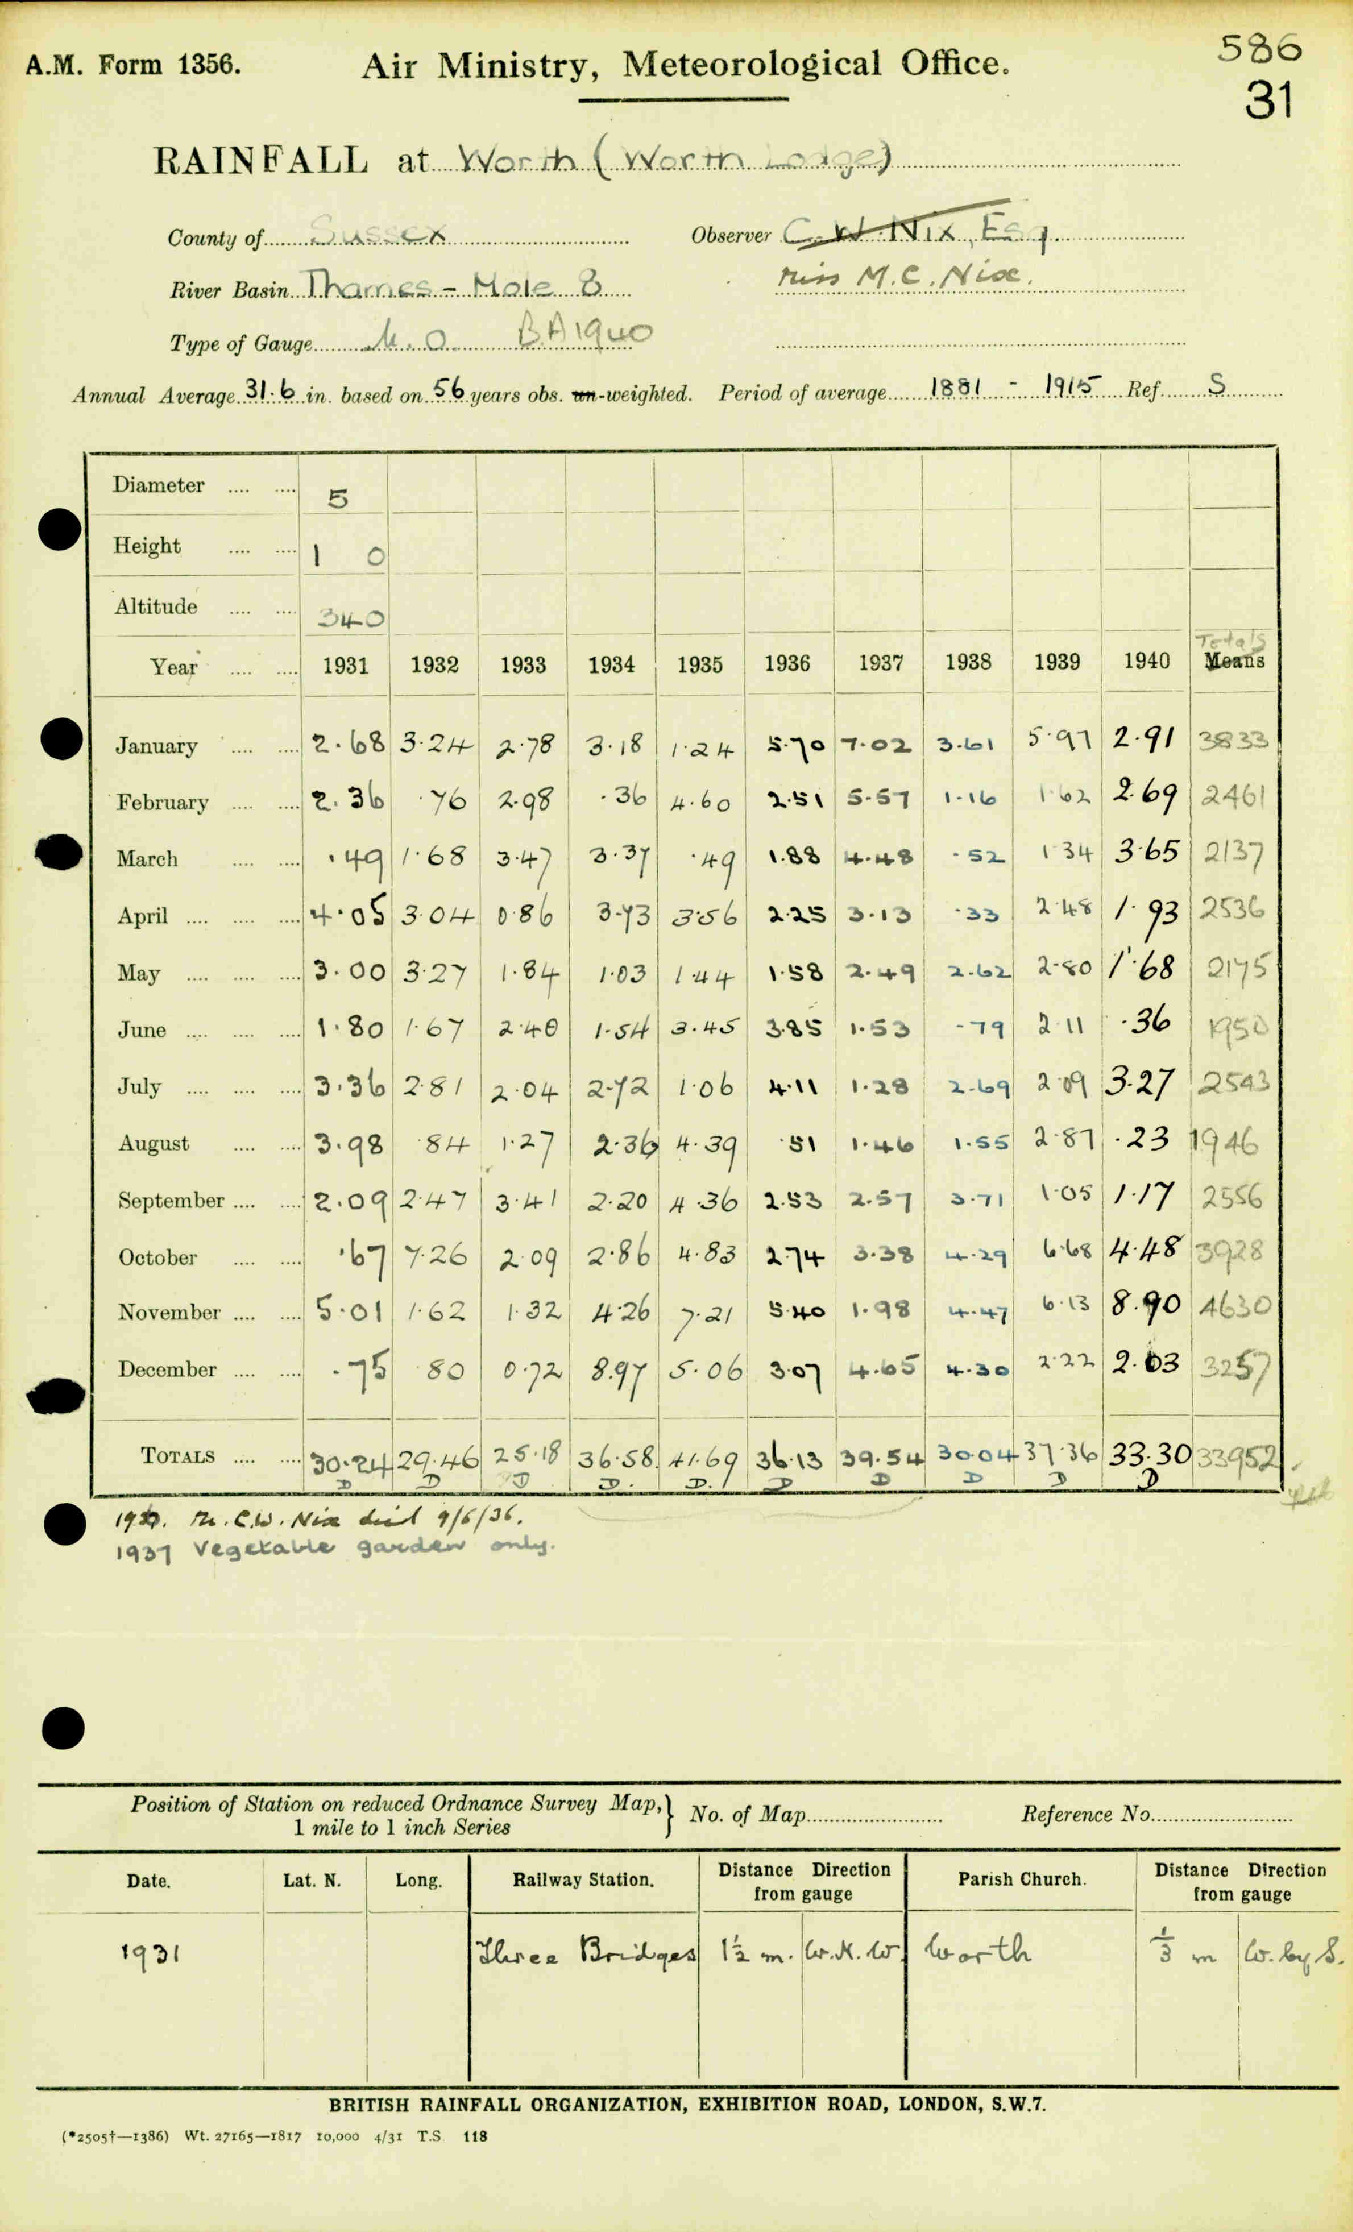 A.M. Form 1356.
Air Ministry, Meteorological Office.
586
31
RAINFALL at Worth (Worth Lodge)
County of Sussex Observer C. W. Nix, Esq.
River Basin Thames - Mole 8 Miss M. C. Nix.
Type of Gauge M. O. BA1940
Annual Average 31.6 in. based on 56 years obs. un-weighted. Period of average 1881 - 1915 Ref. S
Diameter .... .... 5
Height .... .... 1 0
Altitude .... .... 340
Totals
Year .... .... 1931 1932 1933 1934 1935 1936 1937 1938 1939 1940 Means
January .... .... 2.68 3.24 2.78 3.18 1.24 5.70 7.02 3.61 5.97 2.91 3833
February .... .... 2.36 .76 2.98 .36 4.60 2.51 5.57 1.16 1.62 2.69 2461
March .... .... .49 1.68 3.47 3.37 .49 1.88 4.48 .52 1.34 3.65 2137
April .... .... .... 4.05 3.04 0.86 3.73 3.56 2.25 3.13 .33 2.48 1.93 2536
May .... .... .... 3.00 3.27 1.84 1.03 1.44 1.58 2.49 2.62 2.80 1.68 2175
June .... .... .... 1.80 1.67 2.40 1.54 3.45 3.85 1.53 .79 2.11 .36 1950
July .... .... .... 3.36 2.81 2.04 2.72 1.06 4.11 1.28 2.69 2.09 3.27 2543
August .... .... 3.98 .84 1.27 2.36 4.39 .51 1.46 1.55 2.87 .23 1946
September .... .... 2.09 2.47 3.41 2.20 4.36 2.53 2.57 3.71 1.05 1.17 2556
October .... .... .67 7.26 2.09 2.86 4.83 2.74 3.38 4.29 6.68 4.48 3928
November .... .... 5.01 1.62 1.32 4.26 7.21 5.40 1.98 4.47 6.13 8.90 4630
December .... .... .75 .80 0.72 8.97 5.06 3.07 4.65 4.30 2.22 2.03 3257
TOTALS .... .... 30.24 29.46 25.18 36.58 41.69 36.13 39.54 30.04 37.36 33.30 33952
D D D D. D. D D D D D
Mr. C.W. Nix died 9/6/36.
1937 Vegetable garden only.
Position of Station on reduced Ordnance Survey Map, } No. of Map Reference No.
1 mile to 1 inch Series
Date. Lat. N. Long. Railway Station. Distance Direction from gauge Parish Church. Distance Direction from gauge
1931 Three Bridges 1½ m. W.N.W. Worth ⅓ m W. by S.
BRITISH RAINFALL ORGANIZATION, EXHIBITION ROAD, LONDON, S.W.7.
(*2505†—1386) Wt. 27165—1817 10,000 4/31 T.S. 118